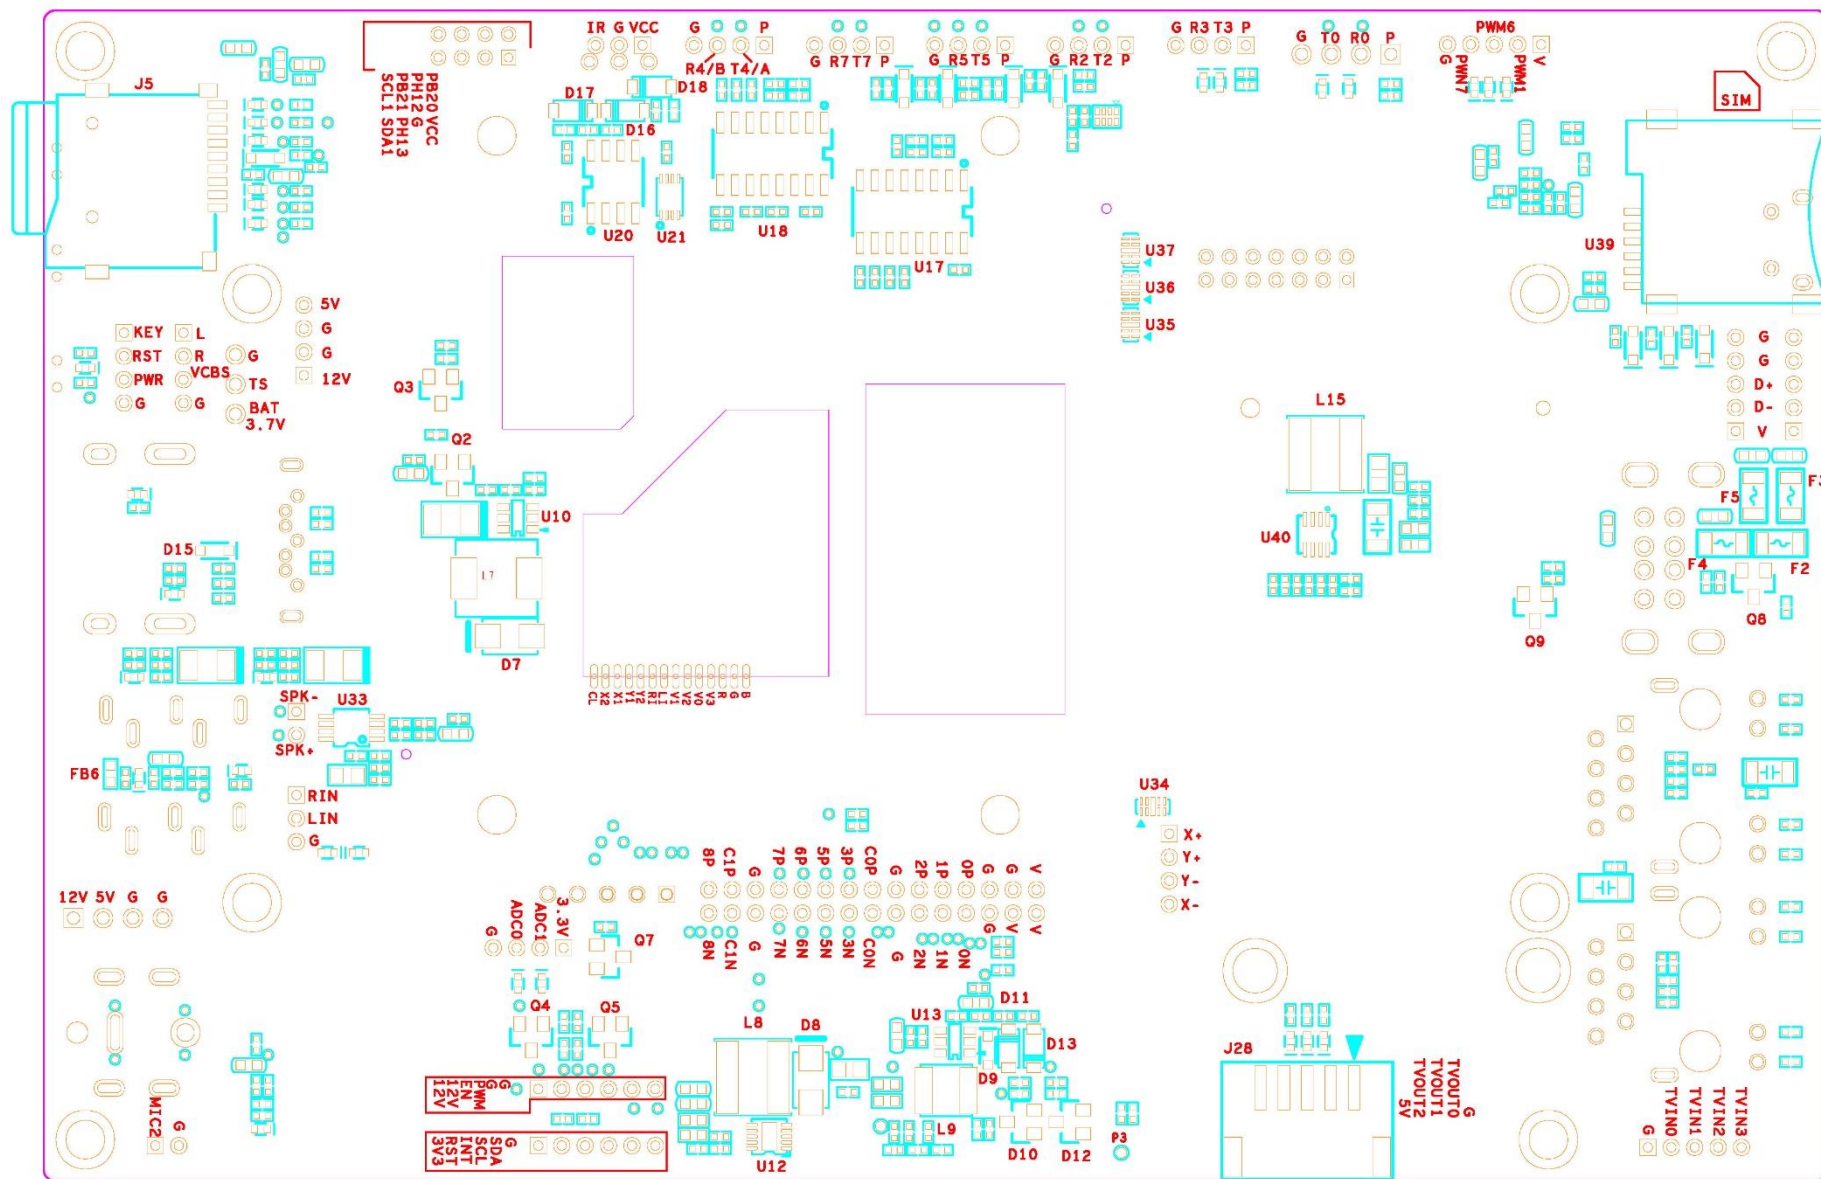 IR G VCC
G P
G R3 T3 P
G T0 R0 P
PWM6
R4/B T4/A
G R7 T7 P
G R5 T5 P
G R2 T2 P
G
PWN7
PWM1
V
J5
PB20 VCC
PH12 G
PB21 PH13
SCL1 SDA1
D17
D18
D16
SIM
U20
U21
U18
U17
U37
U36
U35
U39
5V
G
G
12V
KEY
RST
PWR
G
L
R
VCBS
G
G
TS
BAT
3.7V
Q3
Q2
U10
L7
D7
L15
U40
G
G
D+
D-
V
F5
F3
F4
F2
Q8
Q9
D15
CL
X2
X1
Y1
Y2
RI
LI
V1
V2
V0
V3
R
G
B
SPK-
U33
SPK+
FB6
RIN
LIN
G
U34
X+
Y+
Y-
X-
12V 5V G G
8P
C1P
G
7P
6P
5P
3P
C0P
G
2P
1P
0P
G
G
V
8N
C1N
G
7N
6N
5N
3N
C0N
G
2N
1N
0N
G
V
V
G
ADC0
ADC1
3.3V
Q7
Q4
Q5
L8
D8
U13
D11
D13
D9
L9
D10
D12
P3
U12
MIC2
G
G
G
PWM
EN
12V
12V
G
SDA
SCL
INT
RST
3V3
J28
G
TVOUT0
TVOUT1
TVOUT2
5V
G
TVIN0
TVIN1
TVIN2
TVIN3